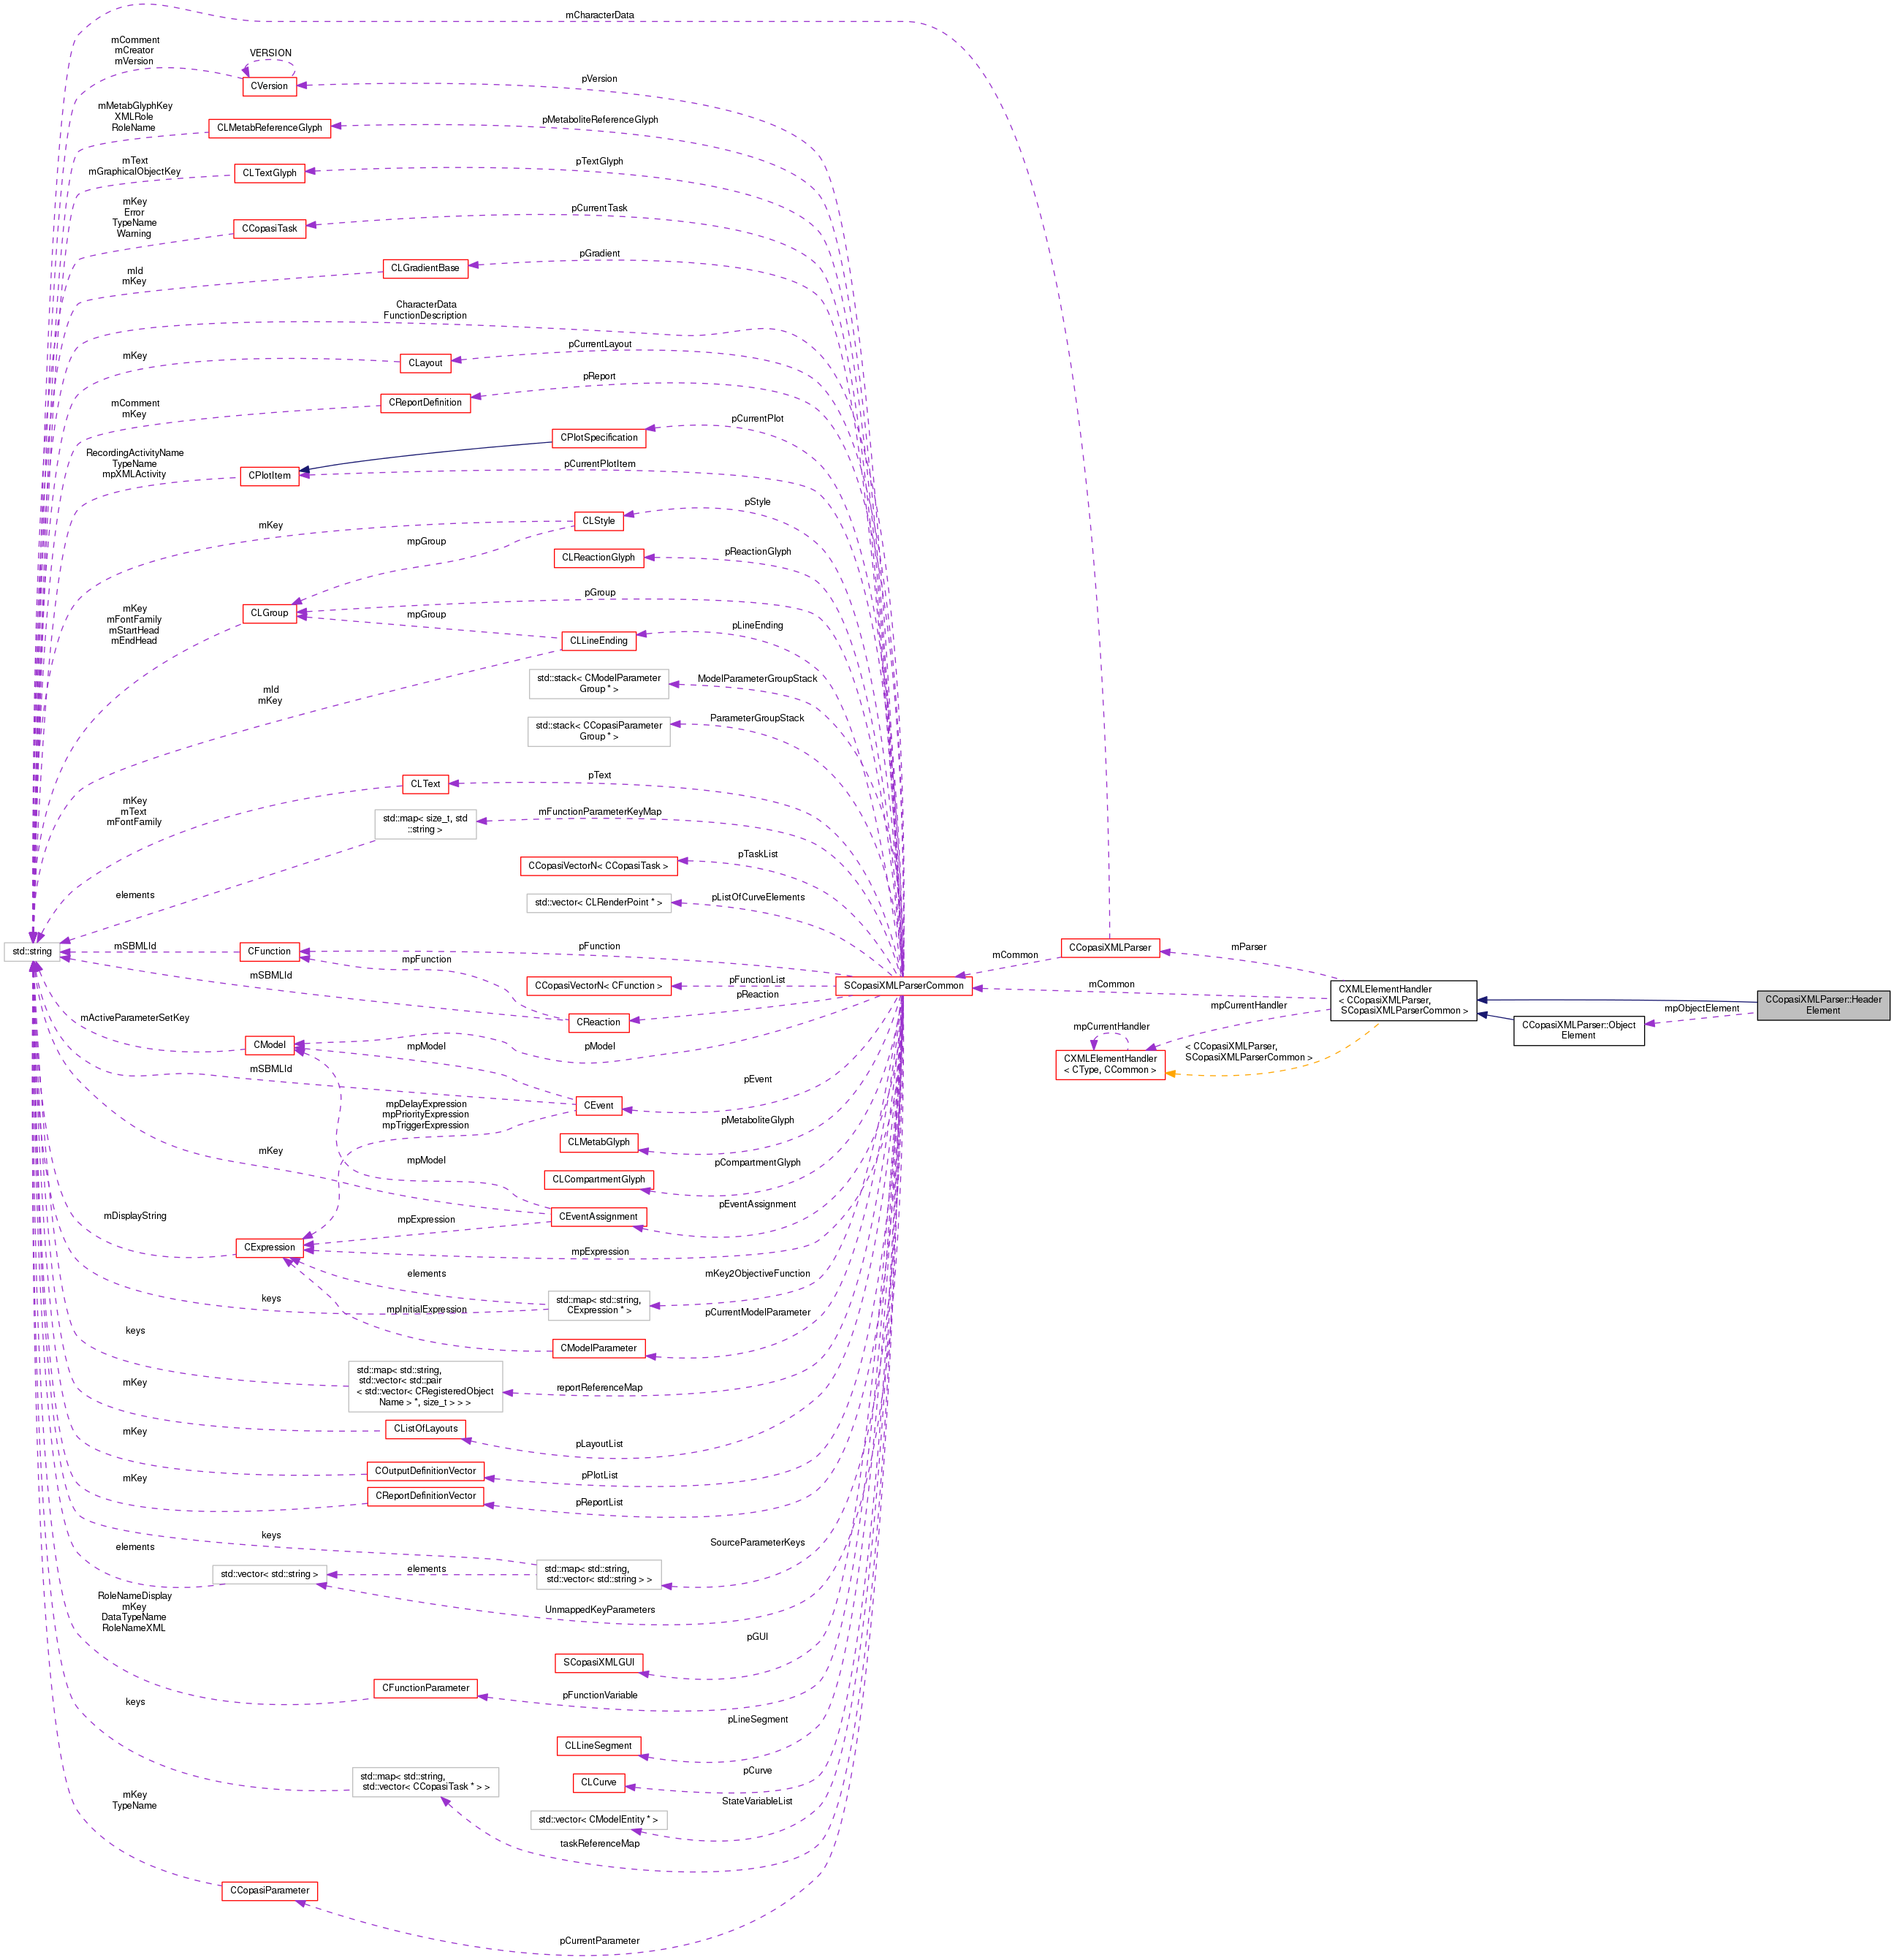 mCharacterData
mComment
mCreator
mVersion
VERSION
CVersion
pVersion
mMetabGlyphKey
XMLRole
RoleName
CLMetabReferenceGlyph
pMetaboliteReferenceGlyph
mText
mGraphicalObjectKey
CLTextGlyph
pTextGlyph
mKey
Error
TypeName
Warning
CCopasiTask
pCurrentTask
mId
mKey
CLGradientBase
pGradient
CharacterData
FunctionDescription
mKey
CLayout
pCurrentLayout
mComment
mKey
CReportDefinition
pReport
CPlotSpecification
pCurrentPlot
RecordingActivityName
TypeName
mpXMLActivity
CPlotItem
pCurrentPlotItem
mKey
CLStyle
pStyle
mpGroup
CLReactionGlyph
pReactionGlyph
mKey
mFontFamily
mStartHead
mEndHead
CLGroup
pGroup
mpGroup
CLLineEnding
pLineEnding
mId
mKey
std::stack< CModelParameter
Group * >
ModelParameterGroupStack
std::stack< CCopasiParameter
Group * >
ParameterGroupStack
mKey
mText
mFontFamily
CLText
pText
std::map< size_t, std
::string >
mFunctionParameterKeyMap
elements
CCopasiVectorN< CCopasiTask >
pTaskList
std::vector< CLRenderPoint * >
pListOfCurveElements
std::string
mSBMLId
CFunction
pFunction
mpFunction
mSBMLId
CCopasiVectorN< CFunction >
pFunctionList
CReaction
pReaction
SCopasiXMLParserCommon
mCommon
CCopasiXMLParser
mParser
mCommon
mpCurrentHandler
CXMLElementHandler
< CCopasiXMLParser,
SCopasiXMLParserCommon >
CCopasiXMLParser::Header
Element
mpObjectElement
CCopasiXMLParser::Object
Element
mpCurrentHandler
CXMLElementHandler
< CType, CCommon >
< CCopasiXMLParser,
SCopasiXMLParserCommon >
mActiveParameterSetKey
CModel
mpModel
pModel
mSBMLId
CEvent
pEvent
mpDelayExpression
mpPriorityExpression
mpTriggerExpression
CLMetabGlyph
pMetaboliteGlyph
mKey
mpModel
CLCompartmentGlyph
pCompartmentGlyph
CEventAssignment
pEventAssignment
mDisplayString
CExpression
mpExpression
mpExpression
elements
std::map< std::string,
CExpression * >
mKey2ObjectiveFunction
keys
mpInitialExpression
CModelParameter
pCurrentModelParameter
keys
std::map< std::string,
std::vector< std::pair
< std::vector< CRegisteredObject
Name > *, size_t > > >
reportReferenceMap
mKey
CListOfLayouts
pLayoutList
mKey
COutputDefinitionVector
pPlotList
mKey
CReportDefinitionVector
pReportList
keys
elements
std::vector< std::string >
elements
std::map< std::string,
std::vector< std::string > >
SourceParameterKeys
UnmappedKeyParameters
RoleNameDisplay
mKey
DataTypeName
RoleNameXML
SCopasiXMLGUI
pGUI
CFunctionParameter
pFunctionVariable
keys
CLLineSegment
pLineSegment
std::map< std::string,
std::vector< CCopasiTask * > >
CLCurve
pCurve
mKey
TypeName
std::vector< CModelEntity * >
StateVariableList
taskReferenceMap
CCopasiParameter
pCurrentParameter